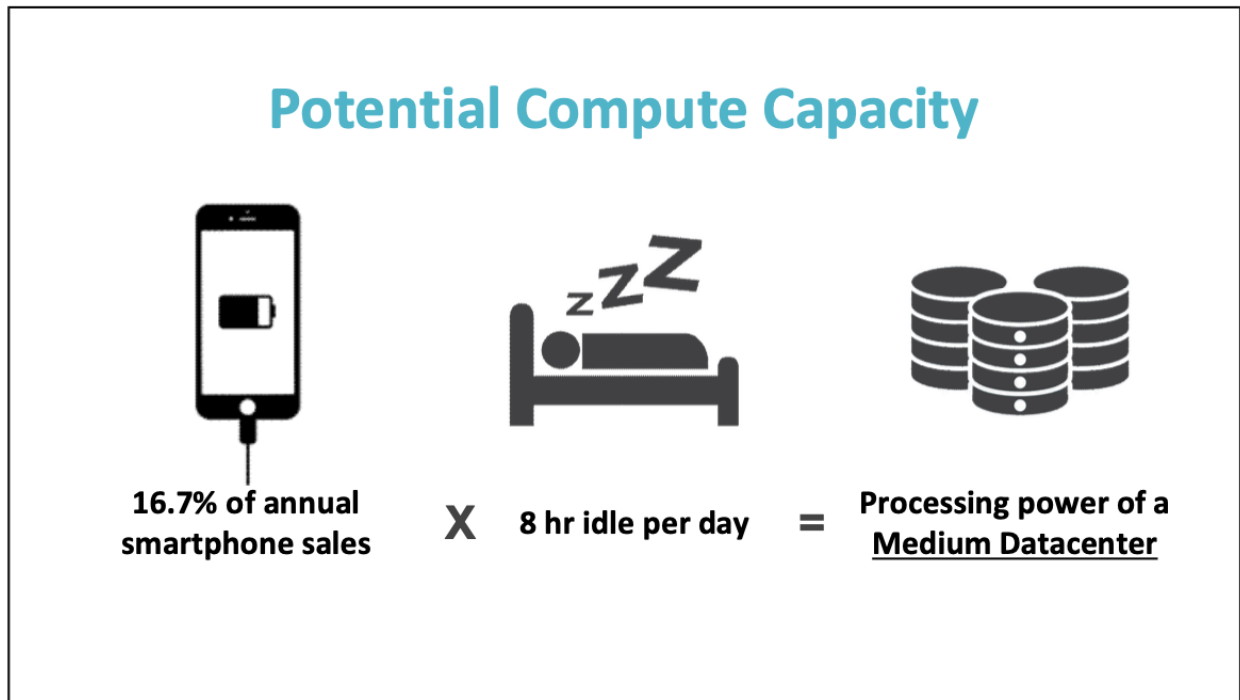 Potential Compute Capacity
z Z Z
16.7% of annual
smartphone sales
X
8 hr idle per day
=
Processing power of a
Medium Datacenter